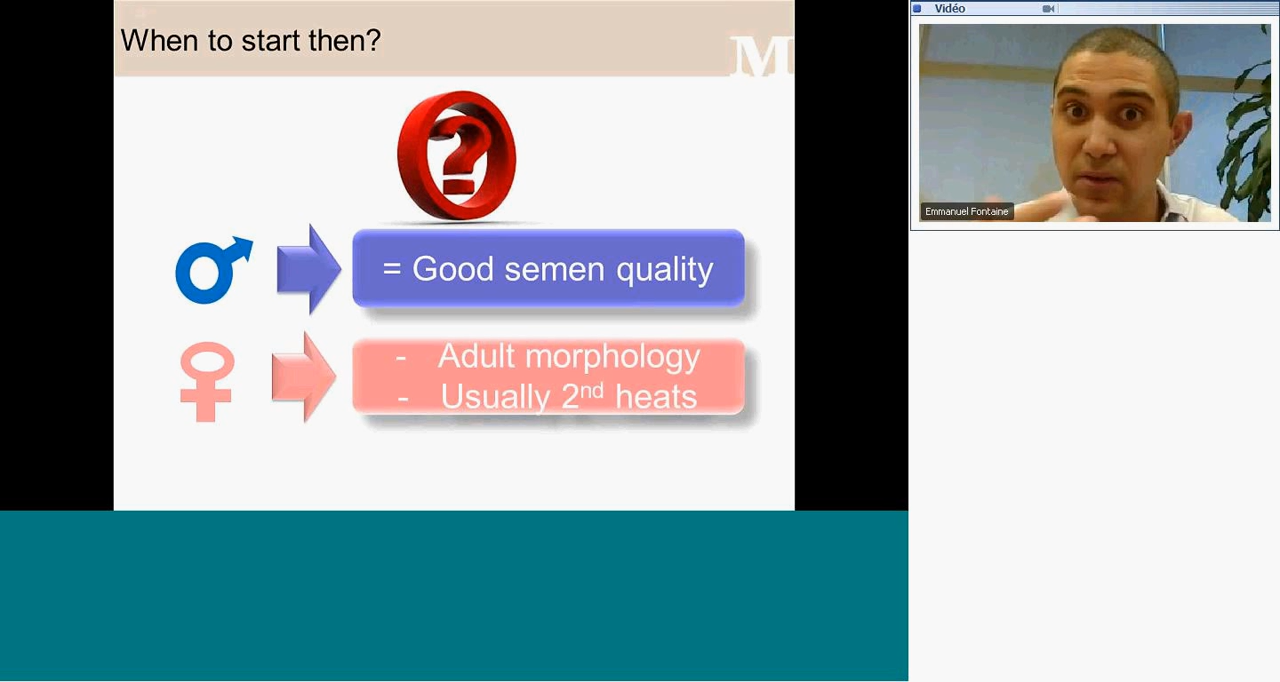 When to start then?
M
= Good semen quality
- Adult morphology
- Usually 2nd heats
Vidéo
Emmanuel Fontaine